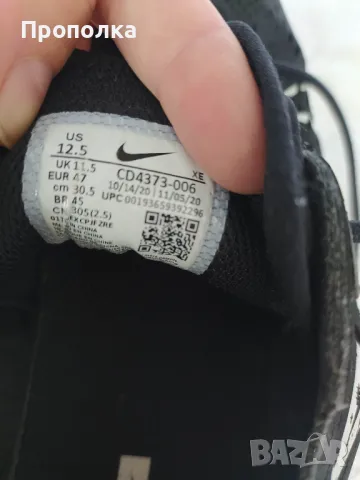 Прополка
US
12.5
UK 11.5
EUR 47
cm 30.5
BR 45
CN 305(2.5)
XE
CD4373-006
10/14/20 | 11/05/20
UPC 00193659392296
MADE IN CHINA
BAZAR